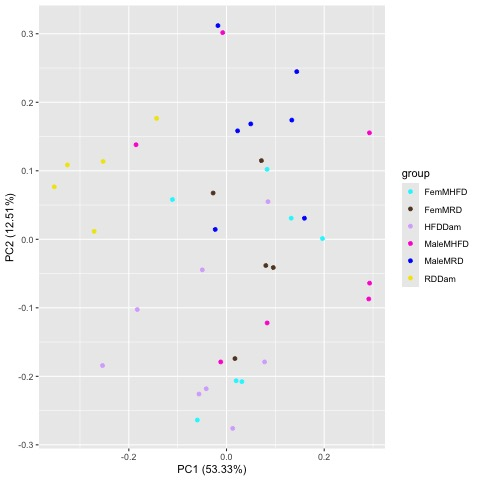 0.3
0.2
0.1
0.0
-0.1
-0.2
-0.3
PC2 (12.51%)
-0.2
0.0
0.2
PC1 (53.33%)
group
FemMHFD
FemMRD
HFDDam
MaleMHFD
MaleMRD
RDDam